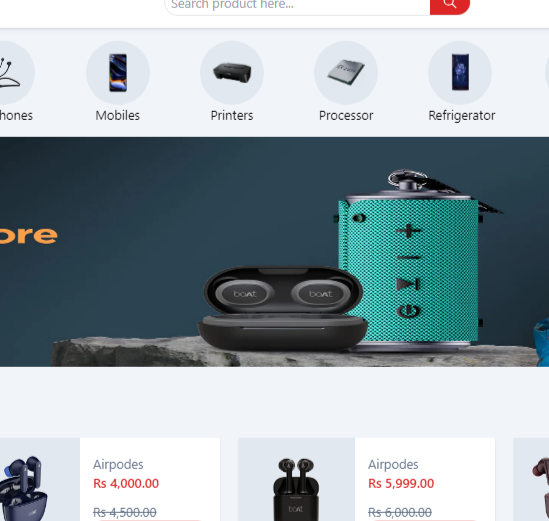 Search product here...
hones
Mobiles
Printers
Processor
Refrigerator
ore
boAt
boAt
Airpodes
Rs 4,000.00
Rs 4,500.00
Airpodes
Rs 5,999.00
Rs 6,000.00
boAt